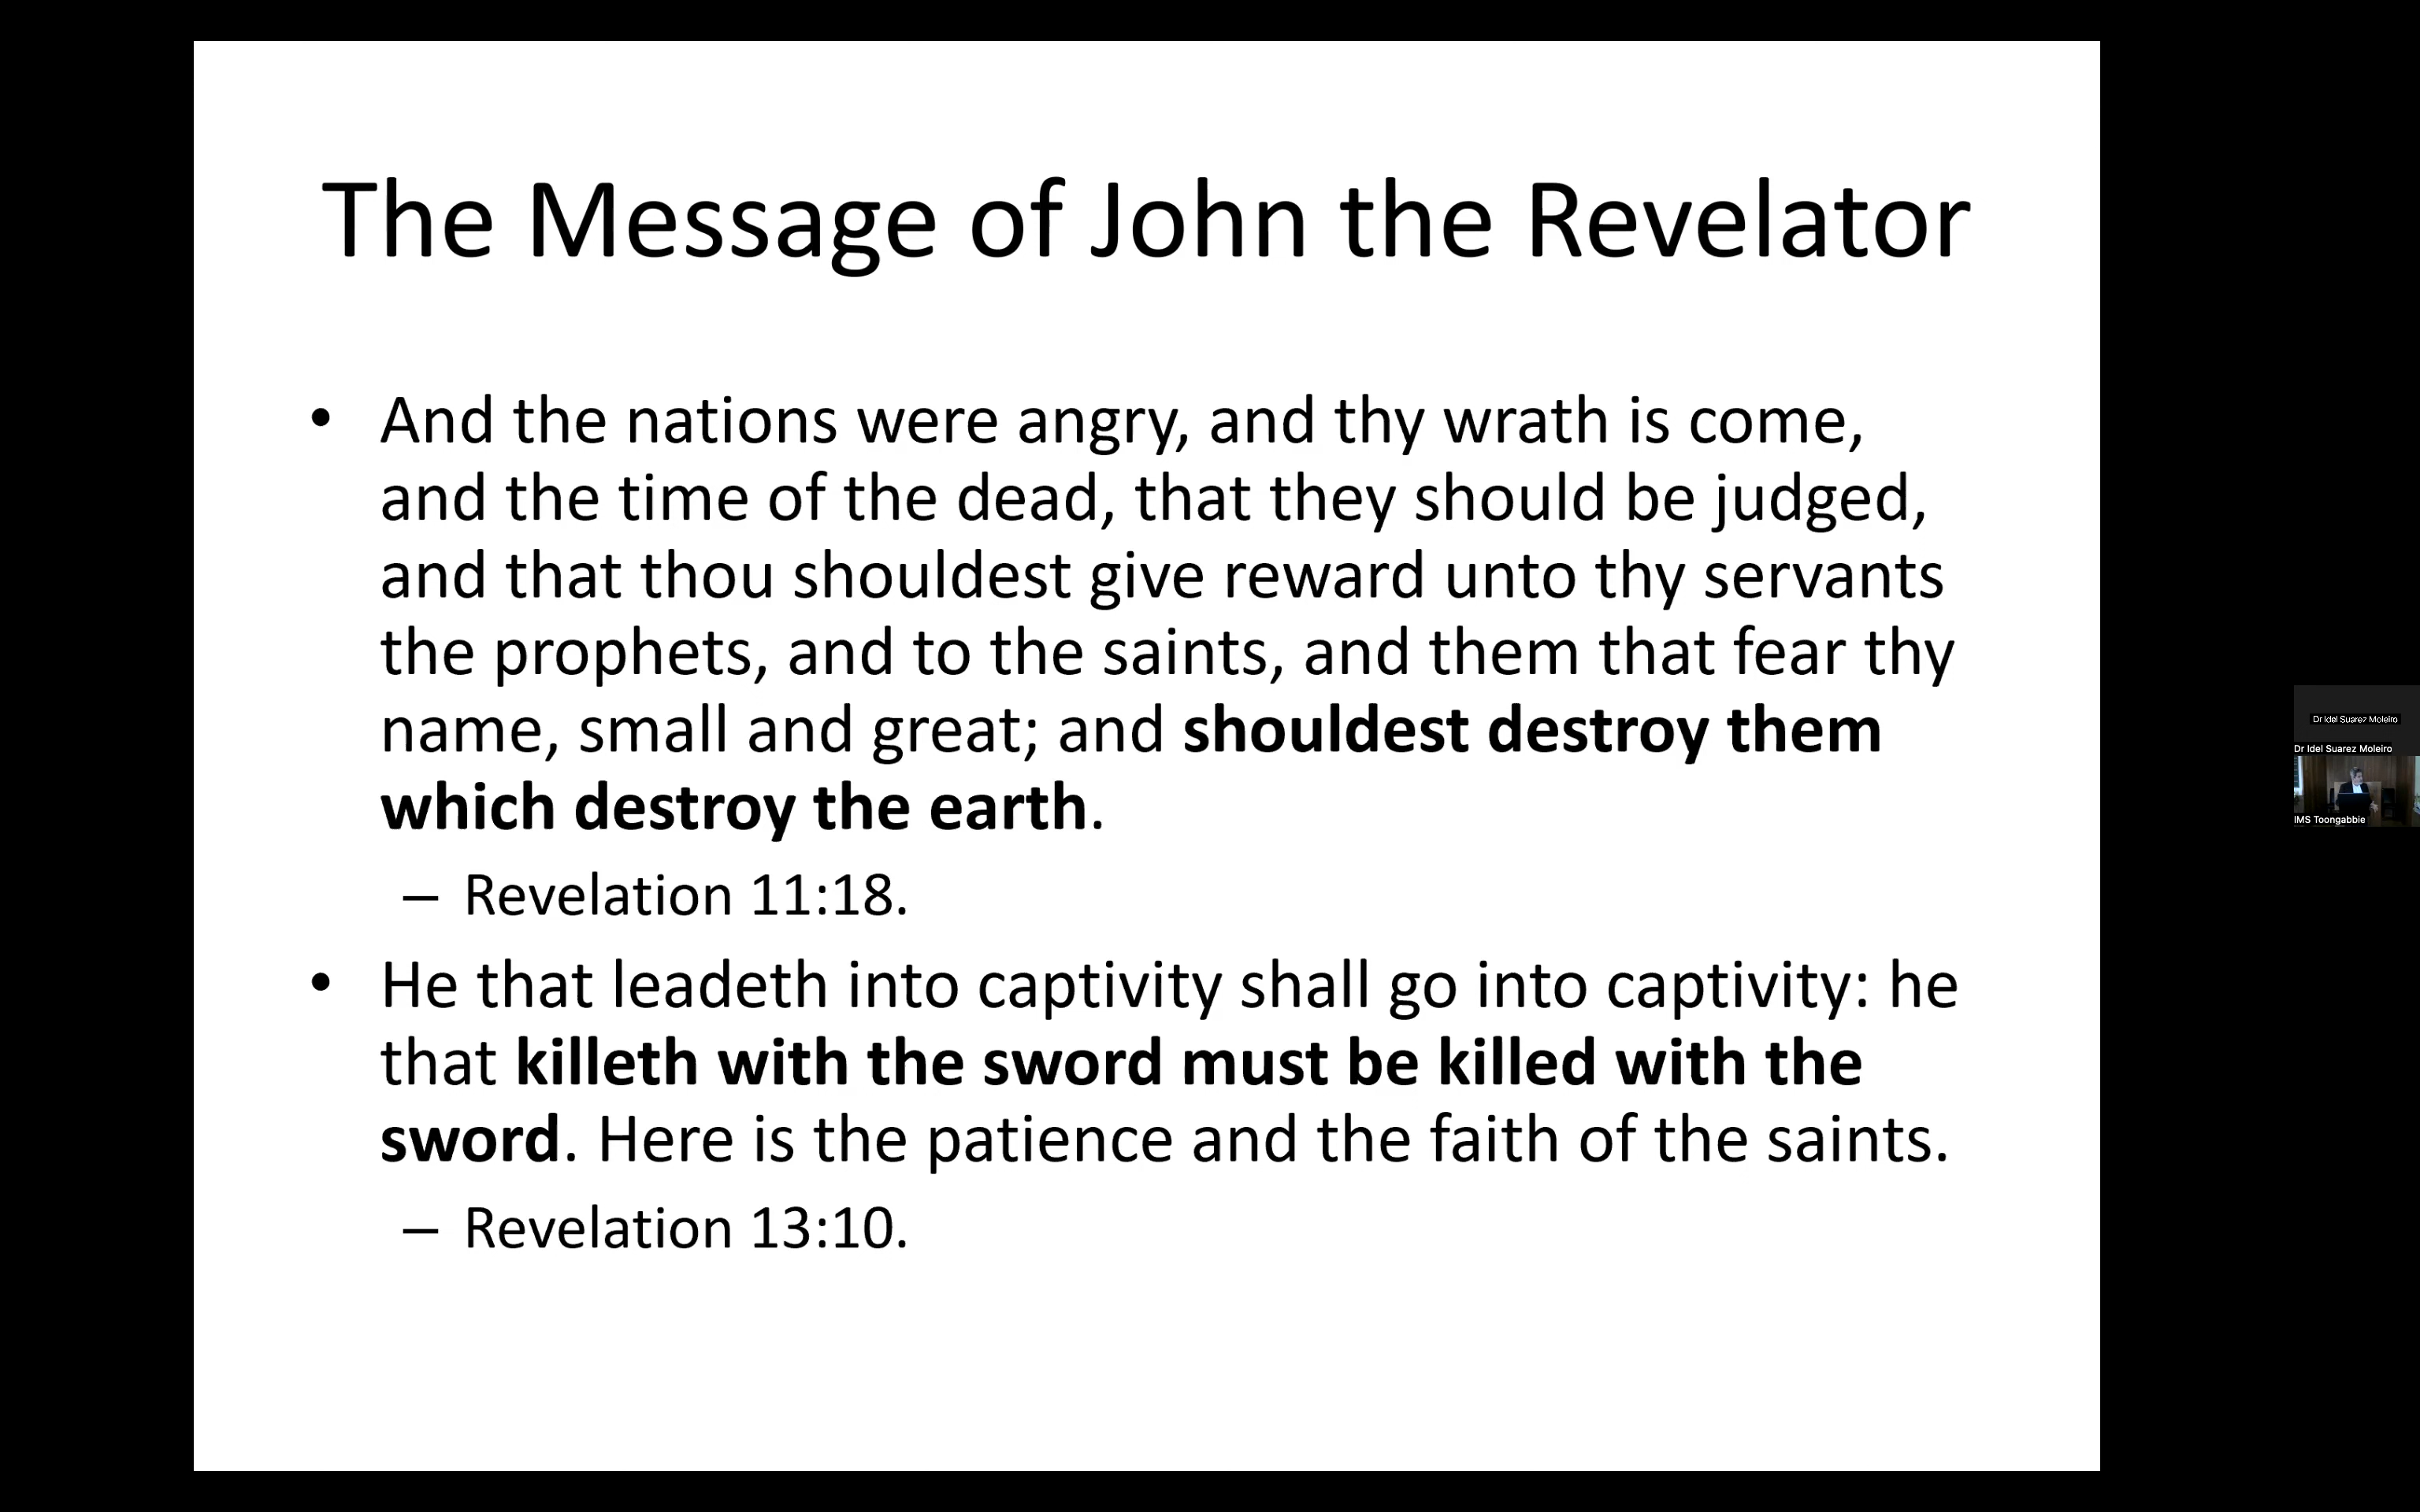 The Message of John the Revelator
• And the nations were angry, and thy wrath is come,
and the time of the dead, that they should be judged,
and that thou shouldest give reward unto thy servants
the prophets, and to the saints, and them that fear thy
name, small and great; and shouldest destroy them
which destroy the earth.
– Revelation 11:18.
• He that leadeth into captivity shall go into captivity: he
that killeth with the sword must be killed with the
sword. Here is the patience and the faith of the saints.
– Revelation 13:10.
Dr Idel Suarez Moleiro
Dr Idel Suarez Moleiro
IMS Toongabbie